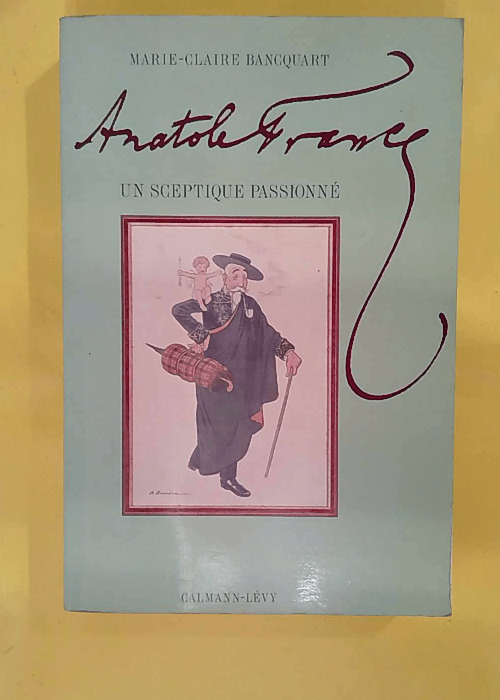 MARIE-CLAIRE BANCQUART
Anatole France
UN SCEPTIQUE PASSIONNÉ
CALMANN-LÉVY